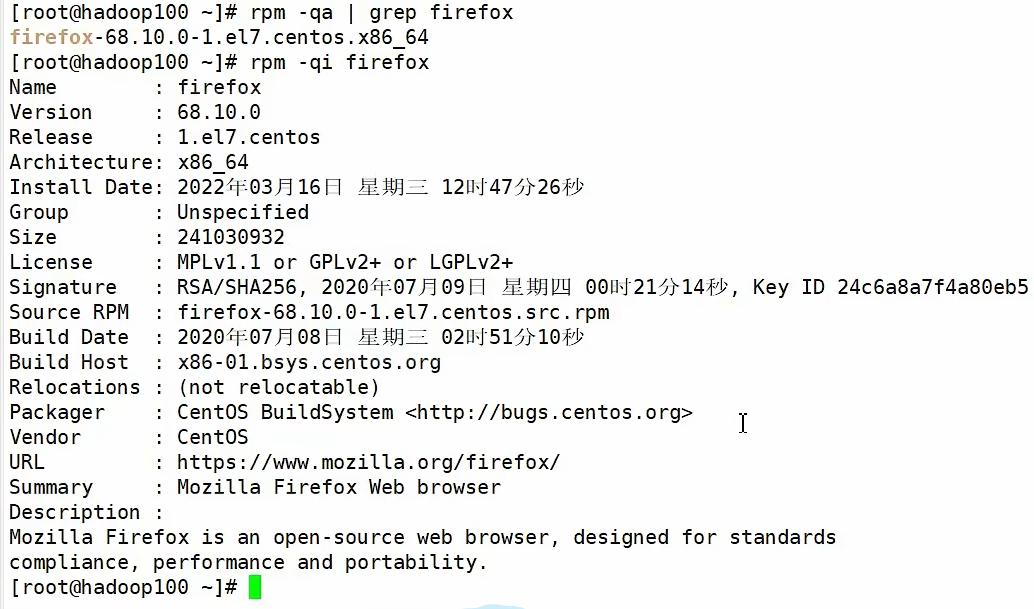 [root@hadoop100 ~]# rpm -qa | grep firefox
firefox-68.10.0-1.el7.centos.x86_64
[root@hadoop100 ~]# rpm -qi firefox
Name        : firefox
Version     : 68.10.0
Release     : 1.el7.centos
Architecture: x86_64
Install Date: 2022年03月16日 星期三 12时47分26秒
Group       : Unspecified
Size        : 241030932
License     : MPLv1.1 or GPLv2+ or LGPLv2+
Signature   : RSA/SHA256, 2020年07月09日 星期四 00时21分14秒, Key ID 24c6a8a7f4a80eb5
Source RPM  : firefox-68.10.0-1.el7.centos.src.rpm
Build Date  : 2020年07月08日 星期三 02时51分10秒
Build Host  : x86-01.bsys.centos.org
Relocations : (not relocatable)
Packager    : CentOS BuildSystem <http://bugs.centos.org>
Vendor      : CentOS
URL         : https://www.mozilla.org/firefox/
Summary     : Mozilla Firefox Web browser
Description :
Mozilla Firefox is an open-source web browser, designed for standards
compliance, performance and portability.
[root@hadoop100 ~]#